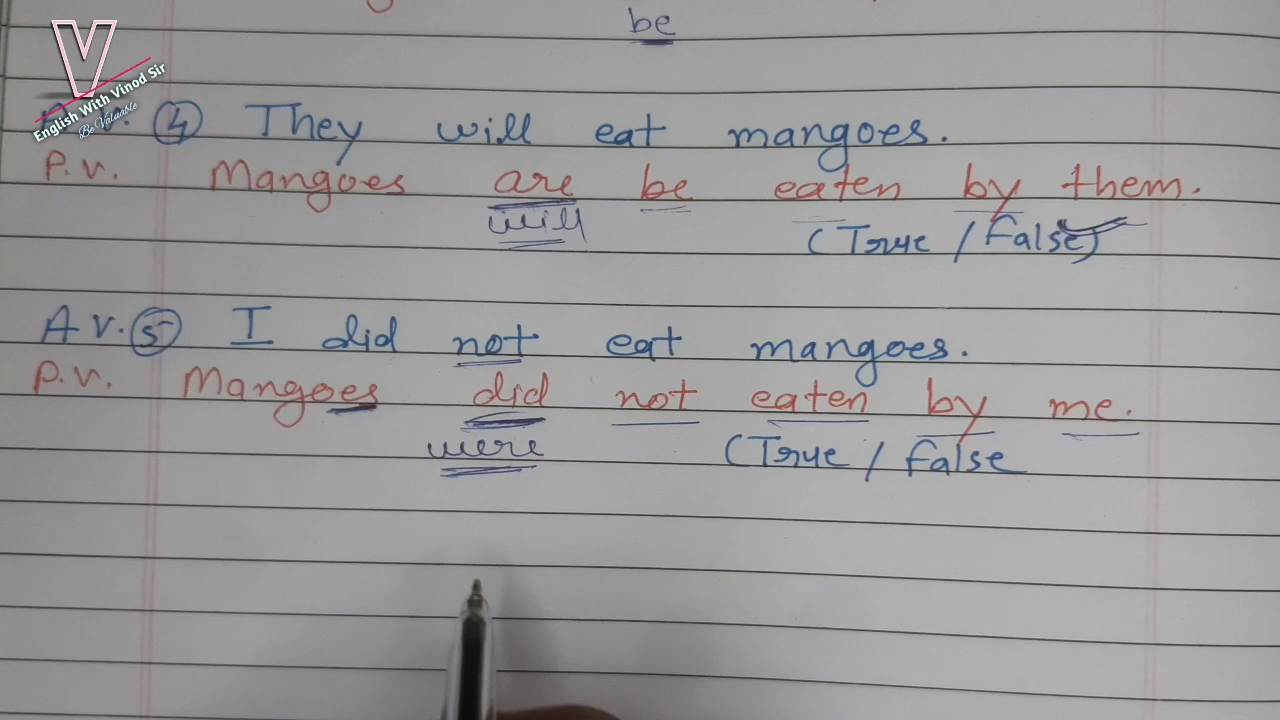 be
V
English With Vinod Sir
Be Valuable
④ They will eat mangoes.
P.V. Mangoes are be eaten by them.
will
(True / False)
A V. ⑤ I did not eat mangoes.
P.V. Mangoes did not eaten by me.
were
(True / False